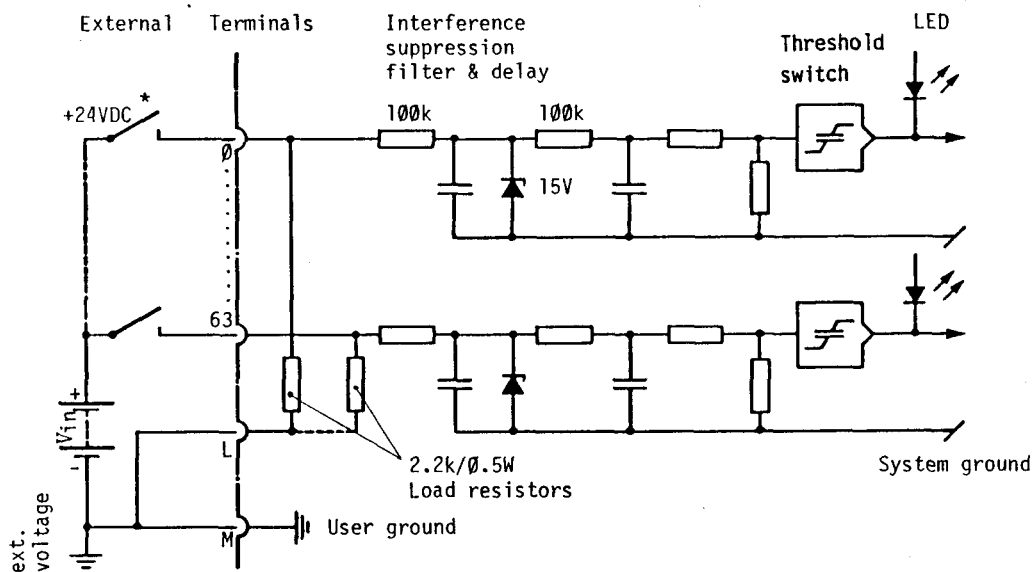 External
Terminals
Interference
suppression
filter & delay
LED
Threshold
switch
+24VDC *
Ø
100k
100k
15V
63
+
Vin
-
L
2.2k/Ø.5W
Load resistors
System ground
M
User ground
ext.
voltage